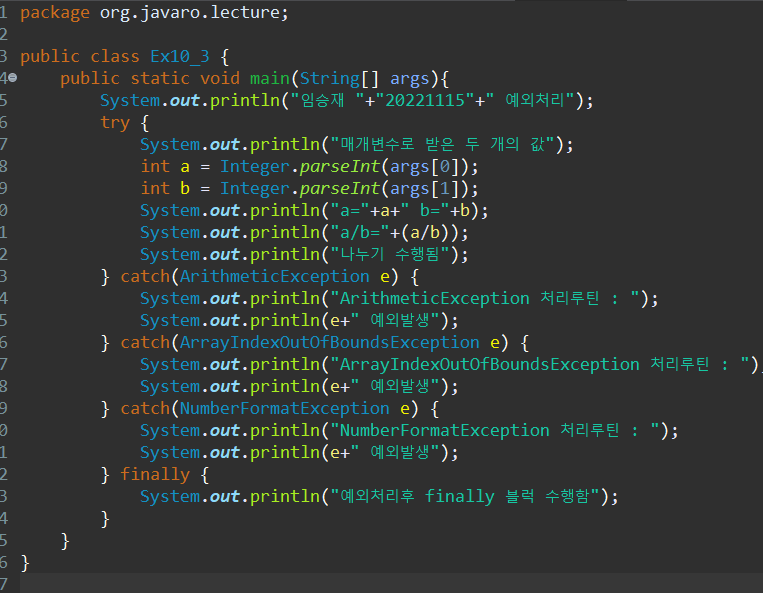 1 package org.javaro.lecture;
2
3 public class Ex10_3 {
4 public static void main(String[] args){
5 System.out.println("임승재 "+"20221115"+" 예외처리");
6 try {
7 System.out.println("매개변수로 받은 두 개의 값");
8 int a = Integer.parseInt(args[0]);
9 int b = Integer.parseInt(args[1]);
0 System.out.println("a="+a+" b="+b);
1 System.out.println("a/b="+(a/b));
2 System.out.println("나누기 수행됨");
3 } catch(ArithmeticException e) {
4 System.out.println("ArithmeticException 처리루틴 : ");
5 System.out.println(e+" 예외발생");
6 } catch(ArrayIndexOutOfBoundsException e) {
7 System.out.println("ArrayIndexOutOfBoundsException 처리루틴 : ");
8 System.out.println(e+" 예외발생");
9 } catch(NumberFormatException e) {
0 System.out.println("NumberFormatException 처리루틴 : ");
1 System.out.println(e+" 예외발생");
2 } finally {
3 System.out.println("예외처리후 finally 블럭 수행함");
4 }
5 }
6 }
7